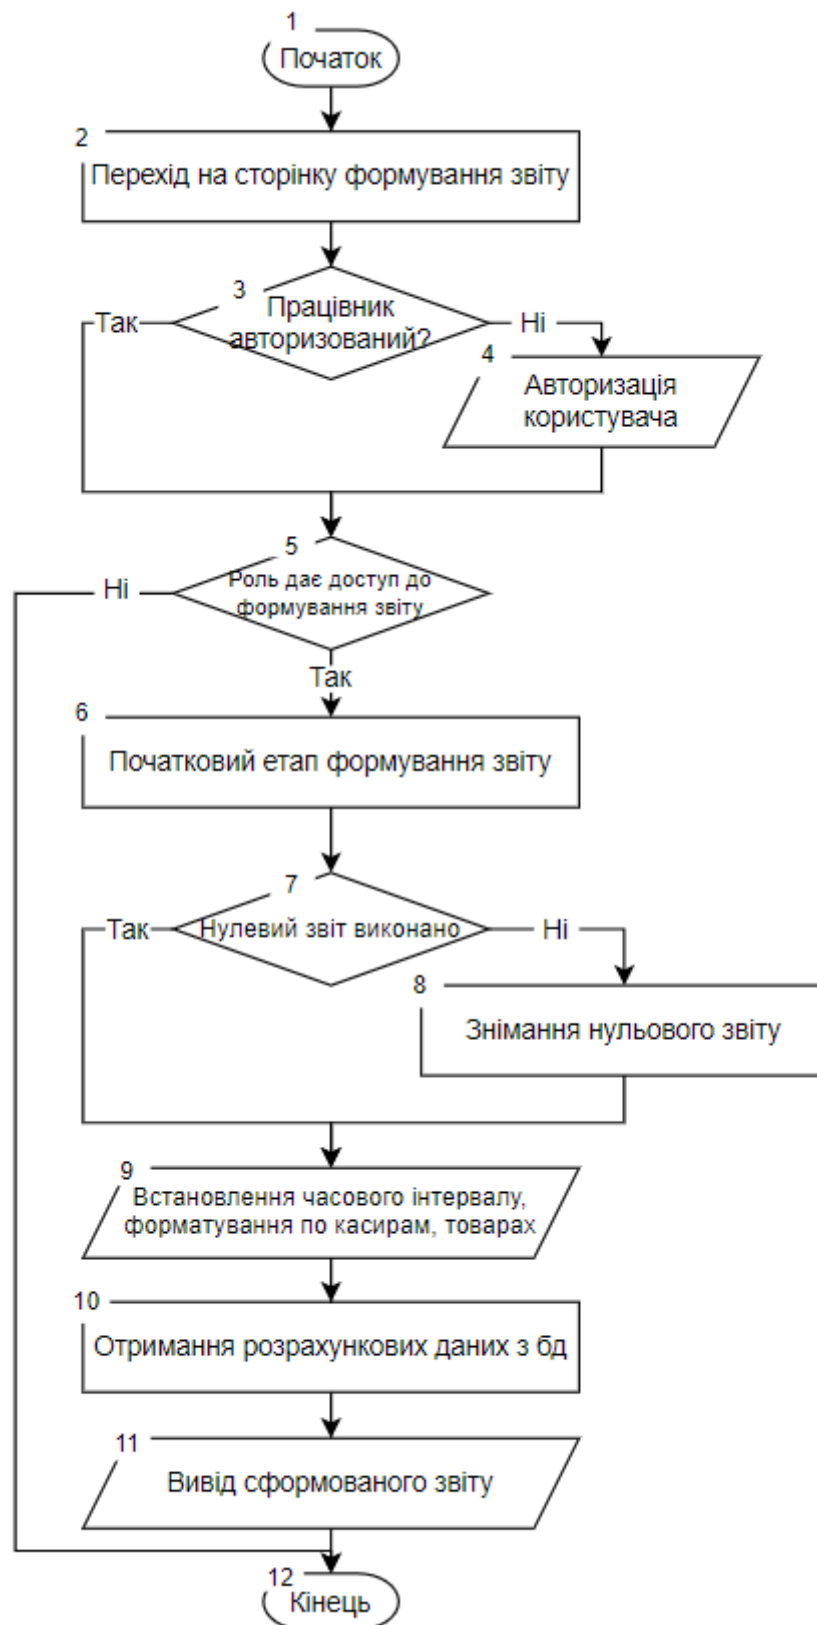 1
Початок
2
Перехід на сторінку формування звіту
3
Працівник
авторизований?
Так
Ні
4
Авторизація
користувача
5
Роль дає доступ до
формування звіту
Ні
Так
6
Початковий етап формування звіту
7
Нулевий звіт виконано
Так
Ні
8
Знімання нульового звіту
9
Встановлення часового інтервалу,
форматування по касирам, товарах
10
Отримання розрахункових даних з бд
11
Вивід сформованого звіту
12
Кінець